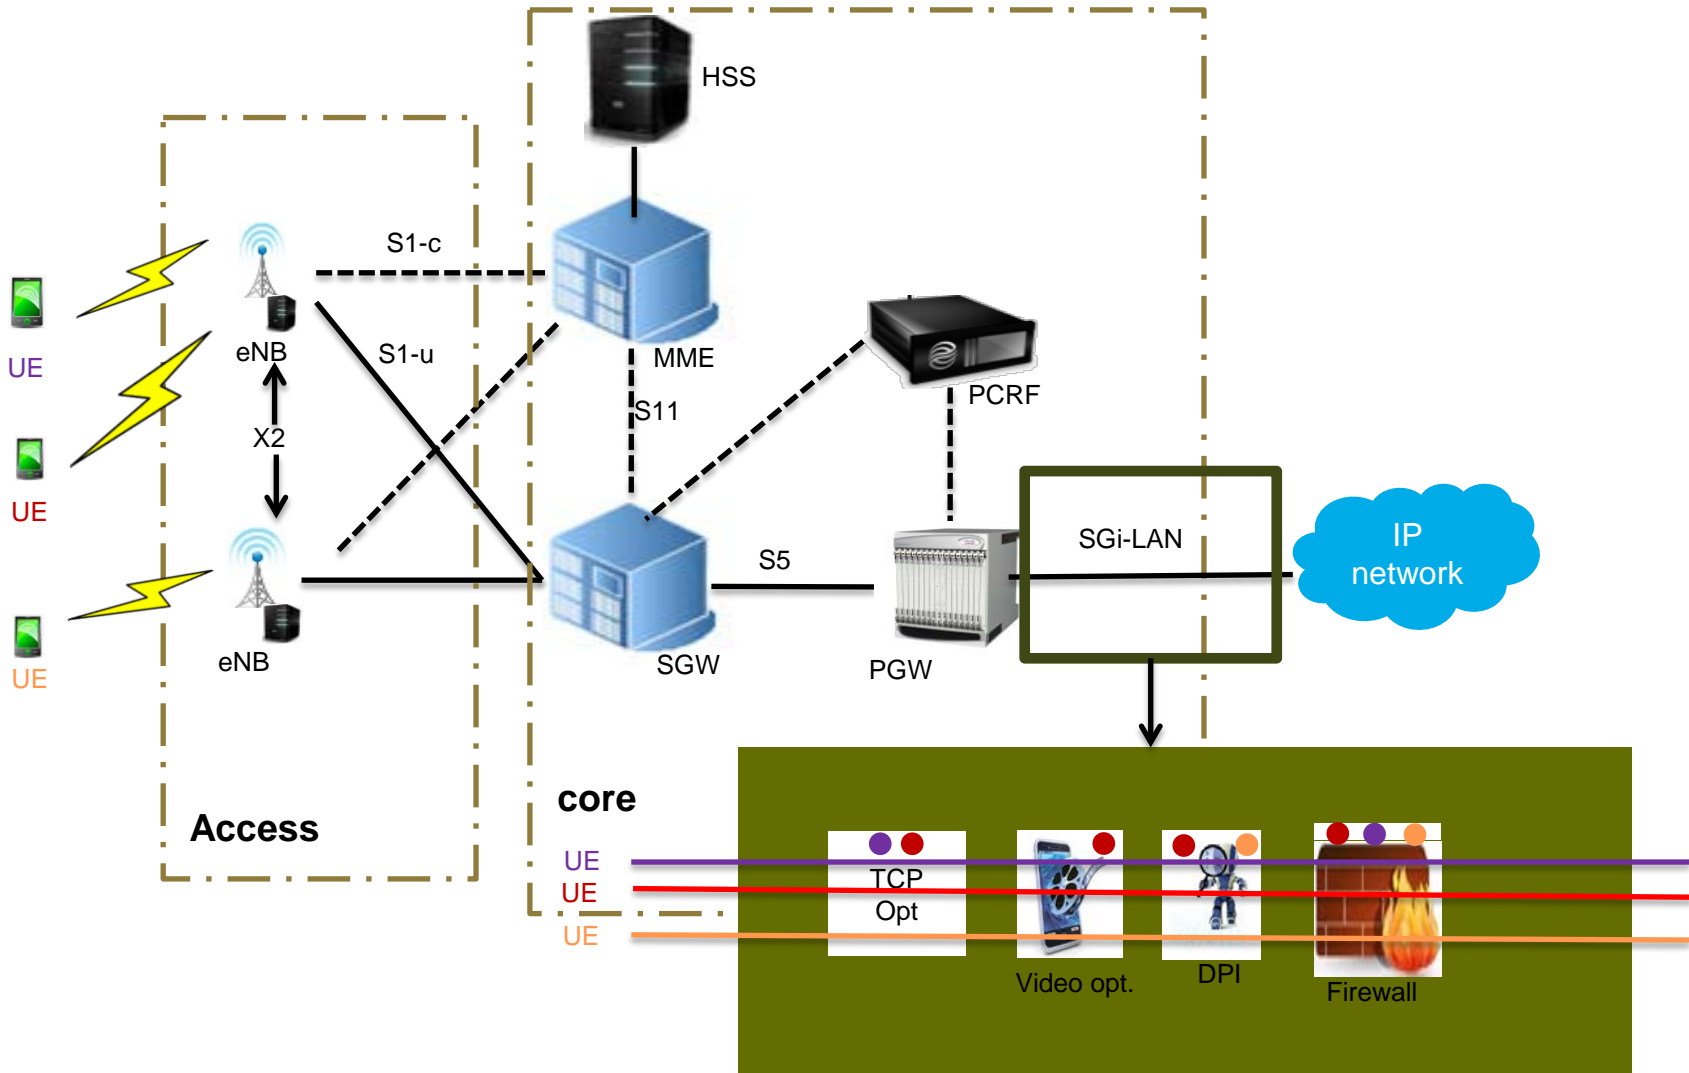 HSS
S1-c
eNB
S1-u
MME
UE
PCRF
S11
X2
UE
SGi-LAN
IP
network
S5
eNB
SGW
PGW
UE
core
Access
UE
TCP
UE
Opt
UE
Video opt.
DPI
Firewall